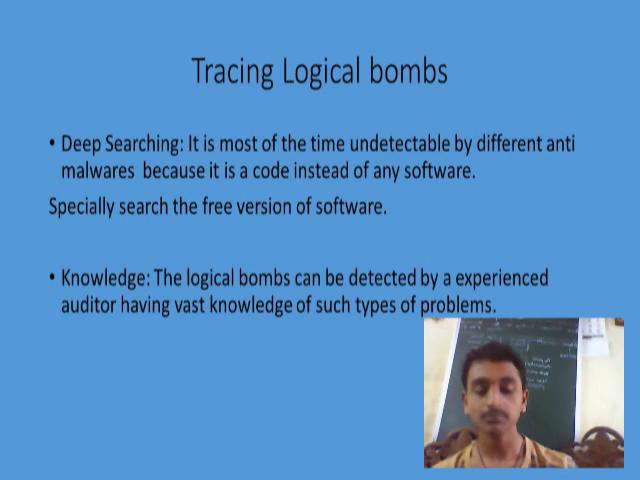 Tracing Logical bombs
• Deep Searching: It is most of the time undetectable by different anti
malwares because it is a code instead of any software.
Specially search the free version of software.
• Knowledge: The logical bombs can be detected by a experienced
auditor having vast knowledge of such types of problems.